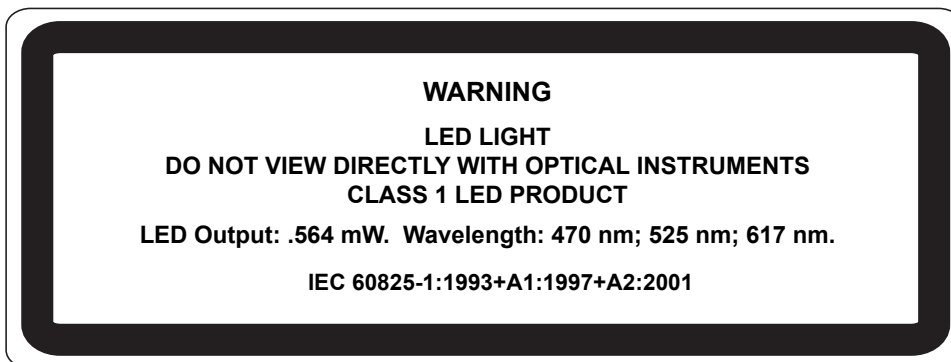 WARNING
LED LIGHT
DO NOT VIEW DIRECTLY WITH OPTICAL INSTRUMENTS
CLASS 1 LED PRODUCT
LED Output: .564 mW.  Wavelength: 470 nm; 525 nm; 617 nm.
IEC 60825-1:1993+A1:1997+A2:2001